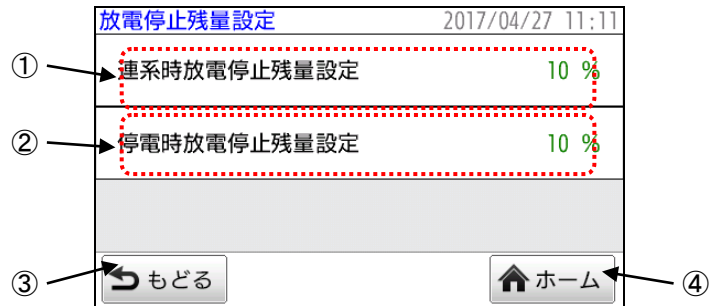 放電停止残量設定 2017/04/27 11:11
① 連系時放電停止残量設定 10 %
② 停電時放電停止残量設定 10 %
③ もどる ホーム ④